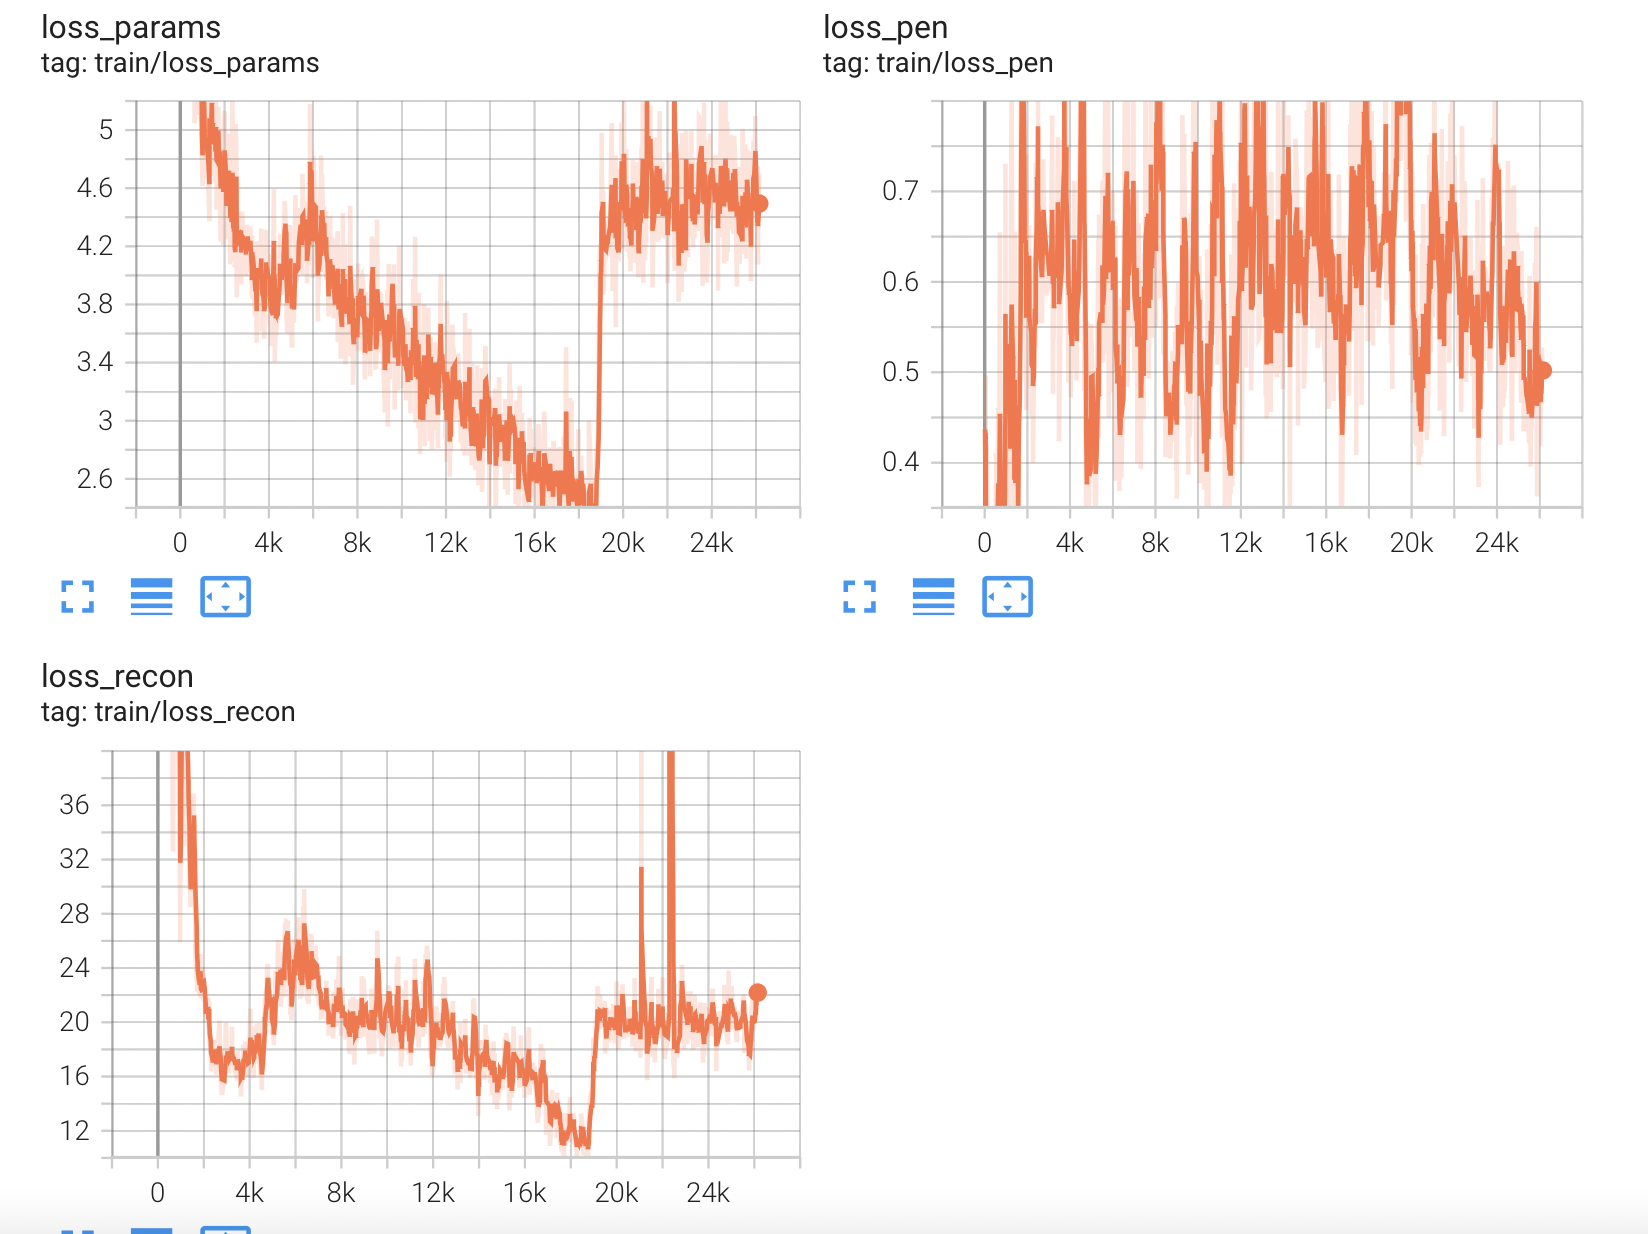 loss_params
tag: train/loss_params
5
4.6
4.2
3.8
3.4
3
2.6
0 4k 8k 12k 16k 20k 24k
loss_pen
tag: train/loss_pen
0.7
0.6
0.5
0.4
0 4k 8k 12k 16k 20k 24k
loss_recon
tag: train/loss_recon
36
32
28
24
20
16
12
0 4k 8k 12k 16k 20k 24k